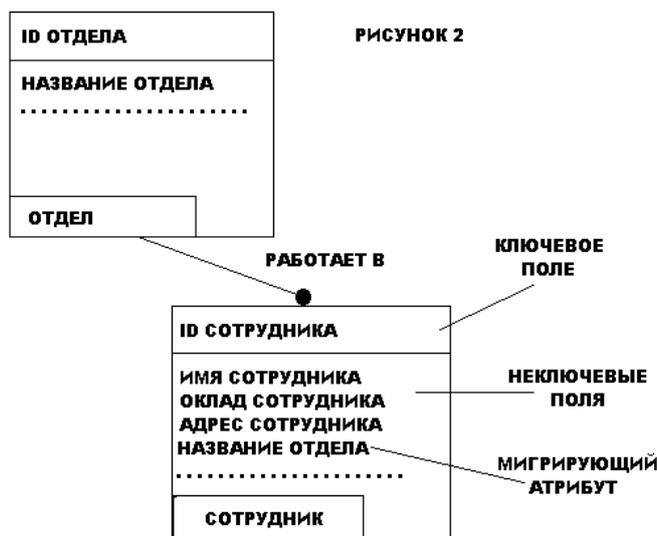 ID ОТДЕЛА
РИСУНОК 2
НАЗВАНИЕ ОТДЕЛА
ОТДЕЛ
РАБОТАЕТ В
КЛЮЧЕВОЕ
ПОЛЕ
ID СОТРУДНИКА
ИМЯ СОТРУДНИКА
ОКЛАД СОТРУДНИКА
АДРЕС СОТРУДНИКА
НАЗВАНИЕ ОТДЕЛА
НЕКЛЮЧЕВЫЕ
ПОЛЯ
МИГРИРУЮЩИЙ
АТРИБУТ
СОТРУДНИК